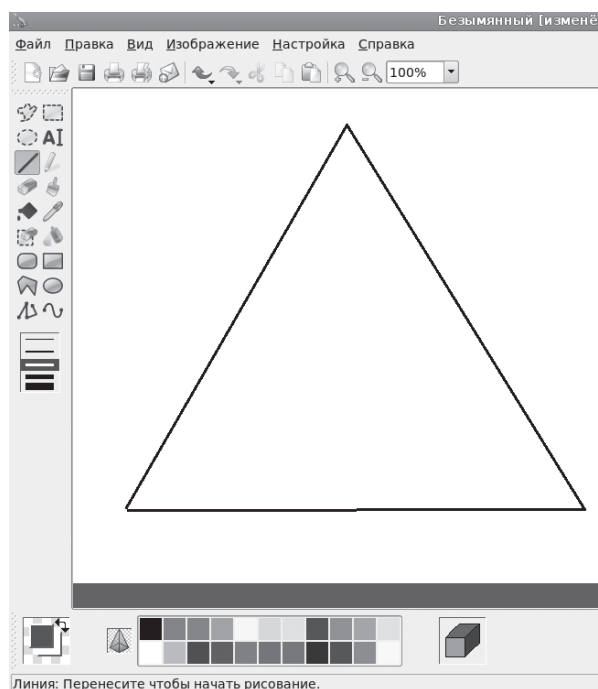 Безымянный [изменё
Файл Правка Вид Изображение Настройка Справка
100%
A
Линия: Перенесите чтобы начать рисование.